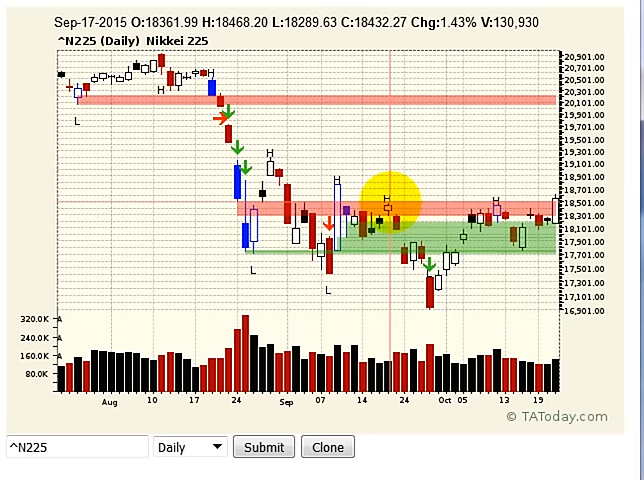 Sep-17-2015 O:18361.99 H:18468.20 L:18289.63 C:18432.27 Chg:1.43% V:130,930
^N225 (Daily) Nikkei 225
20,901.00
20,701.00
20,501.00
20,301.00
20,101.00
19,901.00
19,701.00
19,501.00
19,301.00
19,101.00
18,901.00
18,701.00
18,501.00
18,301.00
18,101.00
17,901.00
17,701.00
17,501.00
17,301.00
17,101.00
16,901.00
H
H
L
H
H
H
H
L
L
320.0K A
240.0K A
160.0K A
80.0K
Aug 10 17 24 Sep 07 14 24 Oct 05 13 19
© TAToday.com
^N225 Daily Submit Clone